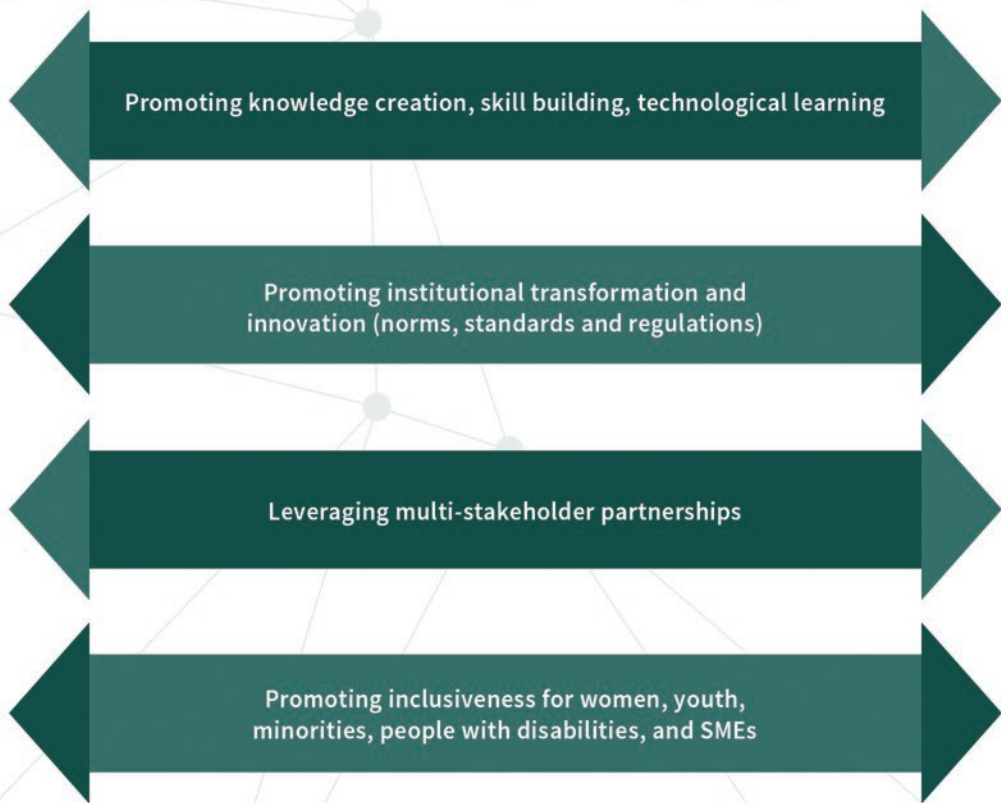 Promoting knowledge creation, skill building, technological learning
Promoting institutional transformation and
innovation (norms, standards and regulations)
Leveraging multi-stakeholder partnerships
Promoting inclusiveness for women, youth,
minorities, people with disabilities, and SMEs